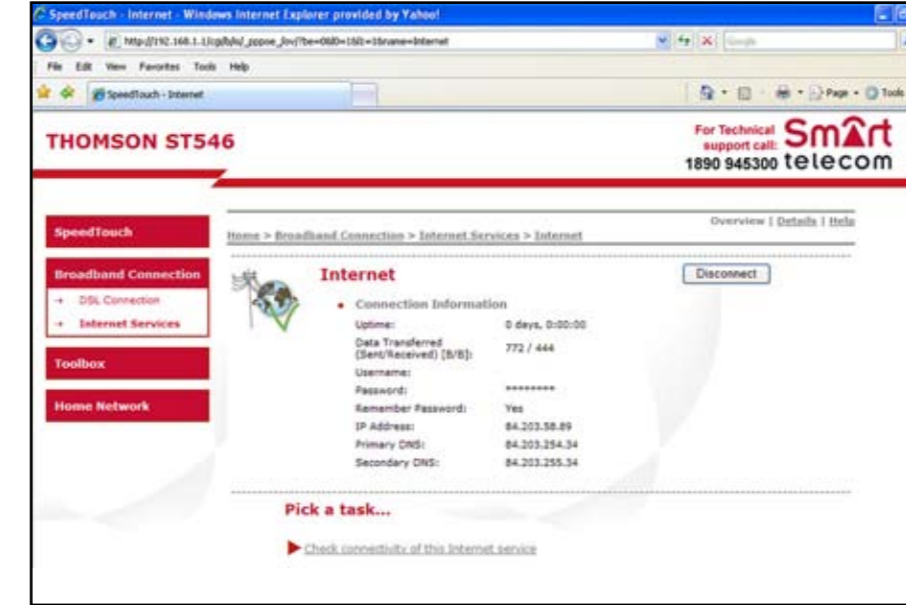 SpeedTouch - Internet - Windows Internet Explorer provided by Yahoo!
File Edit View Favorites Tools Help
SpeedTouch - Internet
Page Tools
THOMSON ST546
For Technical
support call:
1890 945300
Smart
telecom
Overview | Details | Help
Home > Broadband Connection > Internet Services > Internet
SpeedTouch
Broadband Connection
DSL Connection
Internet Services
Toolbox
Home Network
Internet
Disconnect
Connection Information
Uptime: 0 days, 0:00:00
Data Transferred
(Sent/Received) [B/B]: 772 / 444
Username:
Password: ********
Remember Password: Yes
IP Address: 84.203.58.89
Primary DNS: 84.203.254.34
Secondary DNS: 84.203.255.34
Pick a task...
Check connectivity of this Internet service